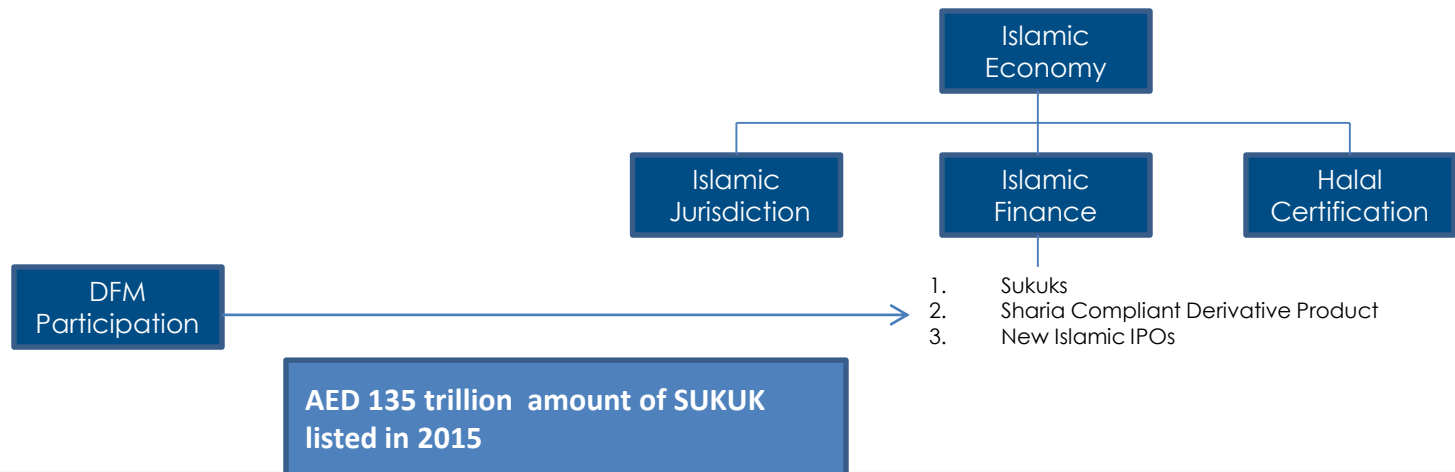 Islamic
Economy
Islamic
Jurisdiction
Islamic
Finance
Halal
Certification
DFM
Participation
1. Sukuks
2. Sharia Compliant Derivative Product
3. New Islamic IPOs
AED 135 trillion amount of SUKUK
listed in 2015